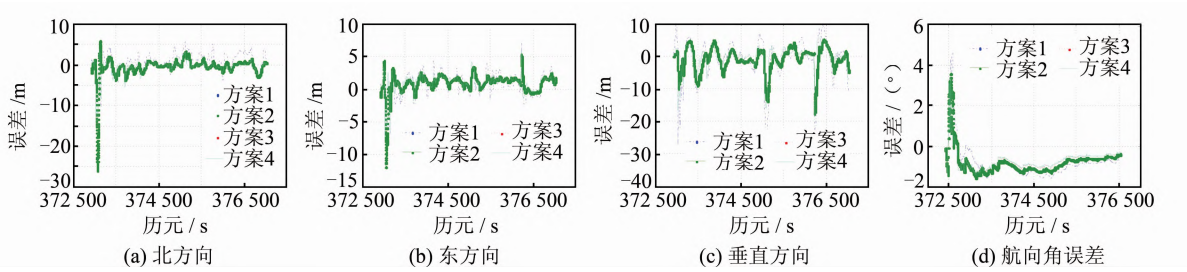 10
0
−10
−20
−30
误差 /m
方案1
方案2
方案3
方案4
372 500 374 500 376 500
历元 / s
(a) 北方向
10
5
0
−5
−10
−15
误差 /m
方案1 方案3
方案2 方案4
372 500 374 500 376 500
历元 / s
(b) 东方向
10
0
−10
−20
−30
−40
误差 /m
方案1 方案3
方案2 方案4
372 500 374 500 376 500
历元 / s
(c) 垂直方向
6
4
2
0
−2
误差 / (°)
方案1 方案3
方案2 方案4
372 500 374 500 376 500
历元 / s
(d) 航向角误差